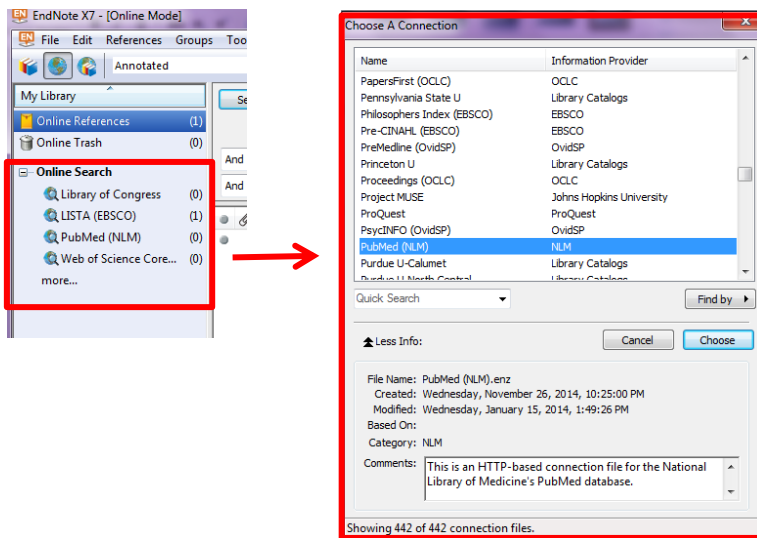 EndNote X7 - [Online Mode]
File Edit References Groups Too
Annotated
My Library
Se
Online References (1)
Online Trash (0)
And
And
Online Search
Library of Congress (0)
LISTA (EBSCO) (1)
PubMed (NLM) (0)
Web of Science Core... (0)
more...
Choose A Connection
Name Information Provider
PapersFirst (OCLC) OCLC
Pennsylvania State U Library Catalogs
Philosophers Index (EBSCO) EBSCO
Pre-CINAHL (EBSCO) EBSCO
PreMedline (OvidSP) OvidSP
Princeton U Library Catalogs
Proceedings (OCLC) OCLC
Project MUSE Johns Hopkins University
ProQuest ProQuest
PsycINFO (OvidSP) OvidSP
PubMed (NLM) NLM
Purdue U-Calumet Library Catalogs
Purdue U North Central Library Catalogs
Quick Search Find by
Less Info: Cancel Choose
File Name: PubMed (NLM).enz
Created: Wednesday, November 26, 2014, 10:25:00 PM
Modified: Wednesday, January 15, 2014, 1:49:26 PM
Based On:
Category: NLM
Comments: This is an HTTP-based connection file for the National
Library of Medicine's PubMed database.
Showing 442 of 442 connection files.